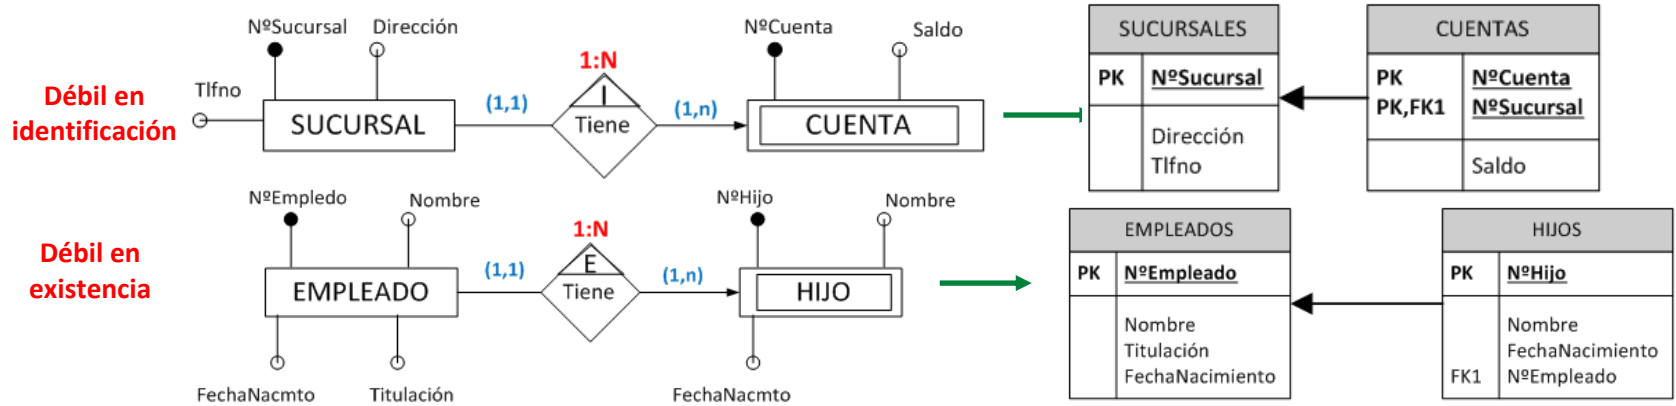 Débil en
identificación
NºSucursal
Dirección
Tlfno
SUCURSAL
(1,1)
1:N
I
Tiene
(1,n)
NºCuenta
Saldo
CUENTA
SUCURSALES
PK NºSucursal
Dirección
Tlfno
CUENTAS
PK NºCuenta
PK,FK1 NºSucursal
Saldo
Débil en
existencia
NºEmpledo
Nombre
EMPLEADO
FechaNacmto
Titulación
(1,1)
1:N
E
Tiene
(1,n)
NºHijo
Nombre
HIJO
FechaNacmto
EMPLEADOS
PK NºEmpleado
Nombre
Titulación
FechaNacimiento
HIJOS
PK NºHijo
Nombre
FechaNacimiento
FK1 NºEmpleado